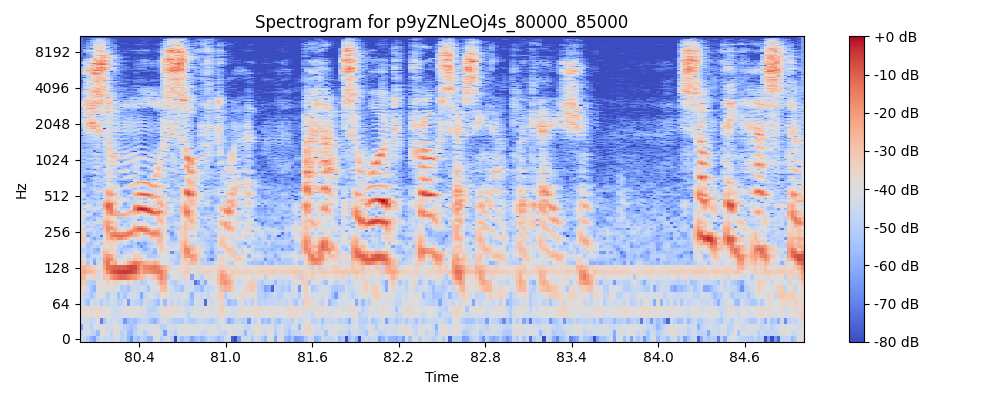 Spectrogram for p9yZNLeOj4s_80000_85000
Hz
8192
4096
2048
1024
512
256
128
64
0
80.4 81.0 81.6 82.2 82.8 83.4 84.0 84.6
Time
+0 dB
-10 dB
-20 dB
-30 dB
-40 dB
-50 dB
-60 dB
-70 dB
-80 dB